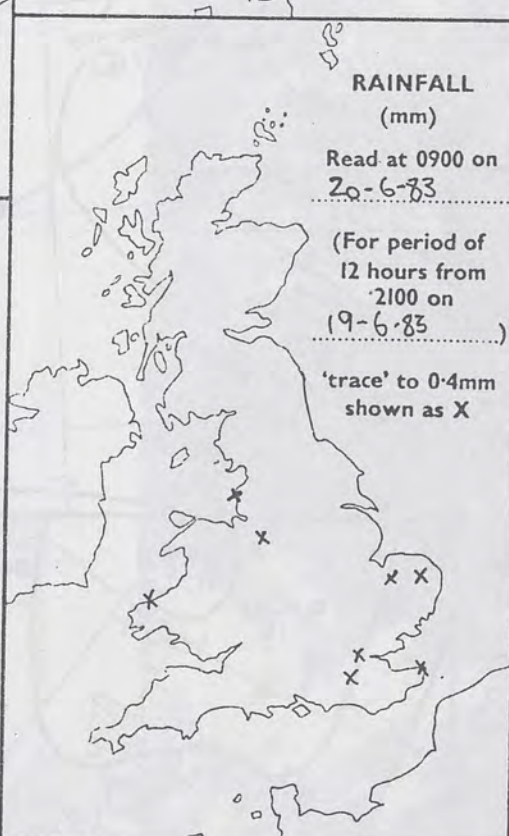 RAINFALL
(mm)
Read at 0900 on
20-6-83
(For period of
12 hours from
2100 on
19-6-83)
'trace' to 0·4mm
shown as X
X
X
X
X
X
X
X
X